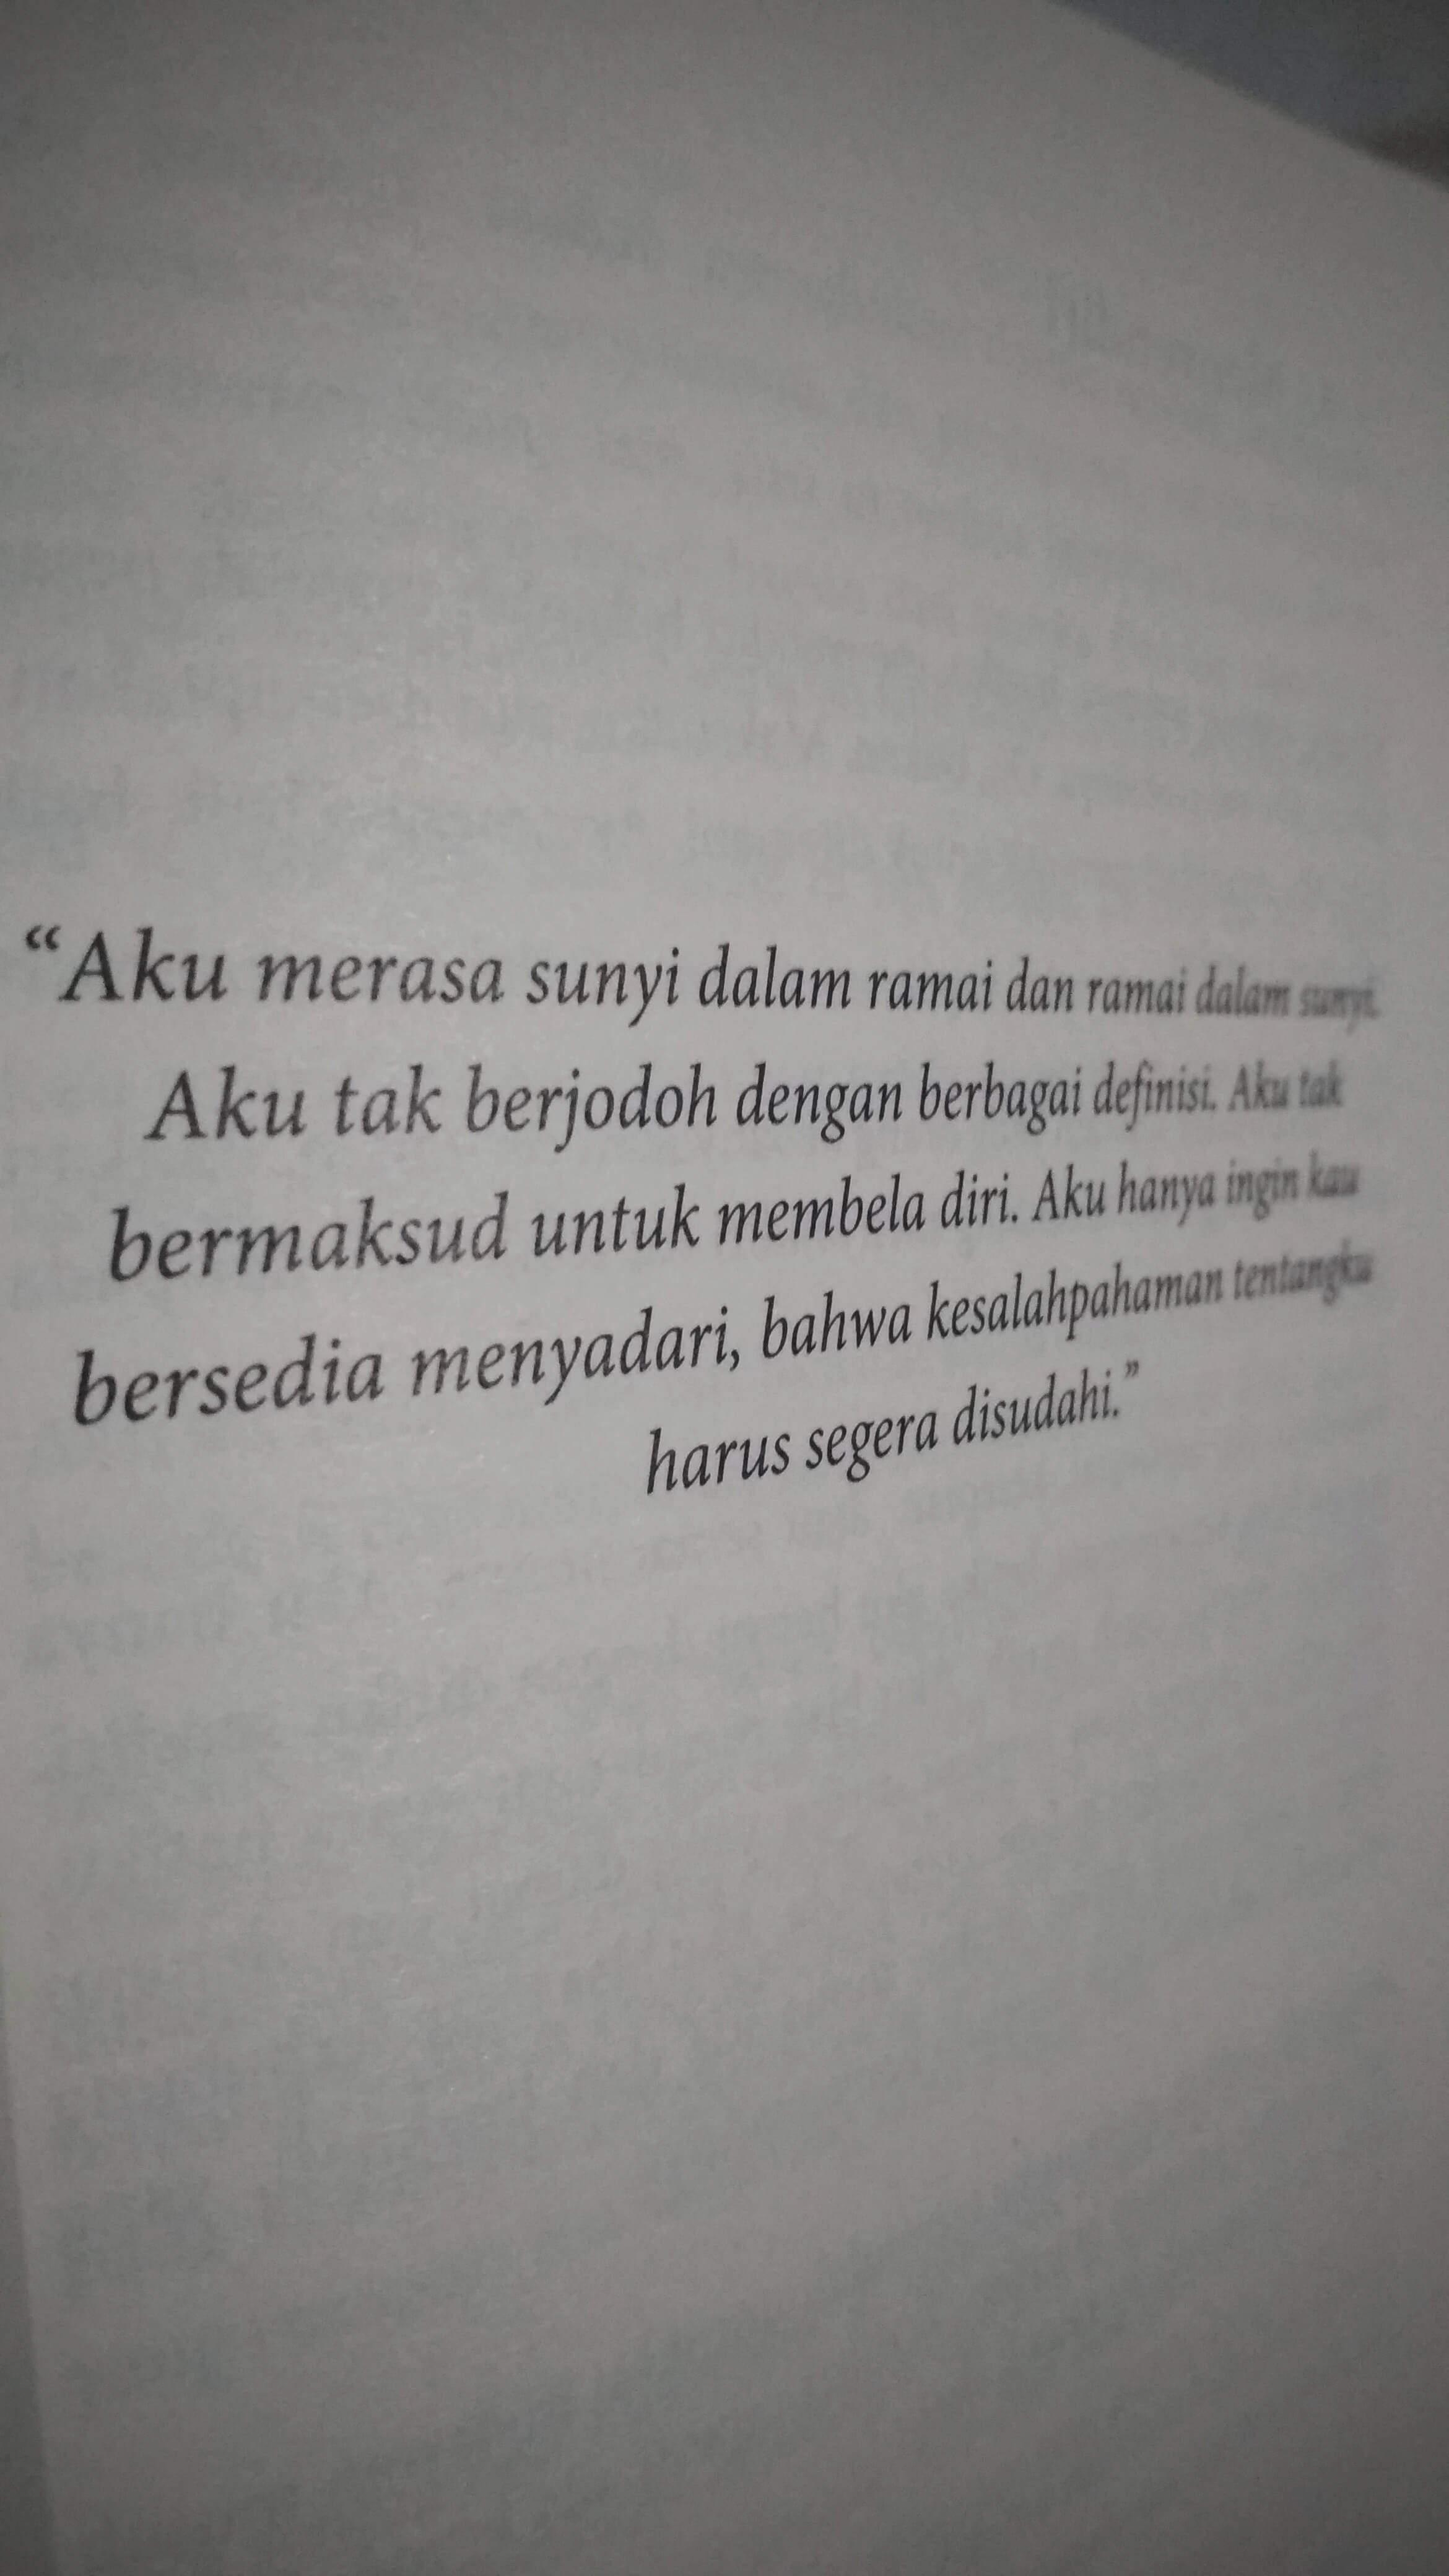 “Aku merasa sunyi dalam ramai dan ramai dalam sunyi.
Aku tak berjodoh dengan berbagai definisi. Aku tak
bermaksud untuk membela diri. Aku hanya ingin kau
bersedia menyadari, bahwa kesalahpahaman tentangku
harus segera disudahi.”